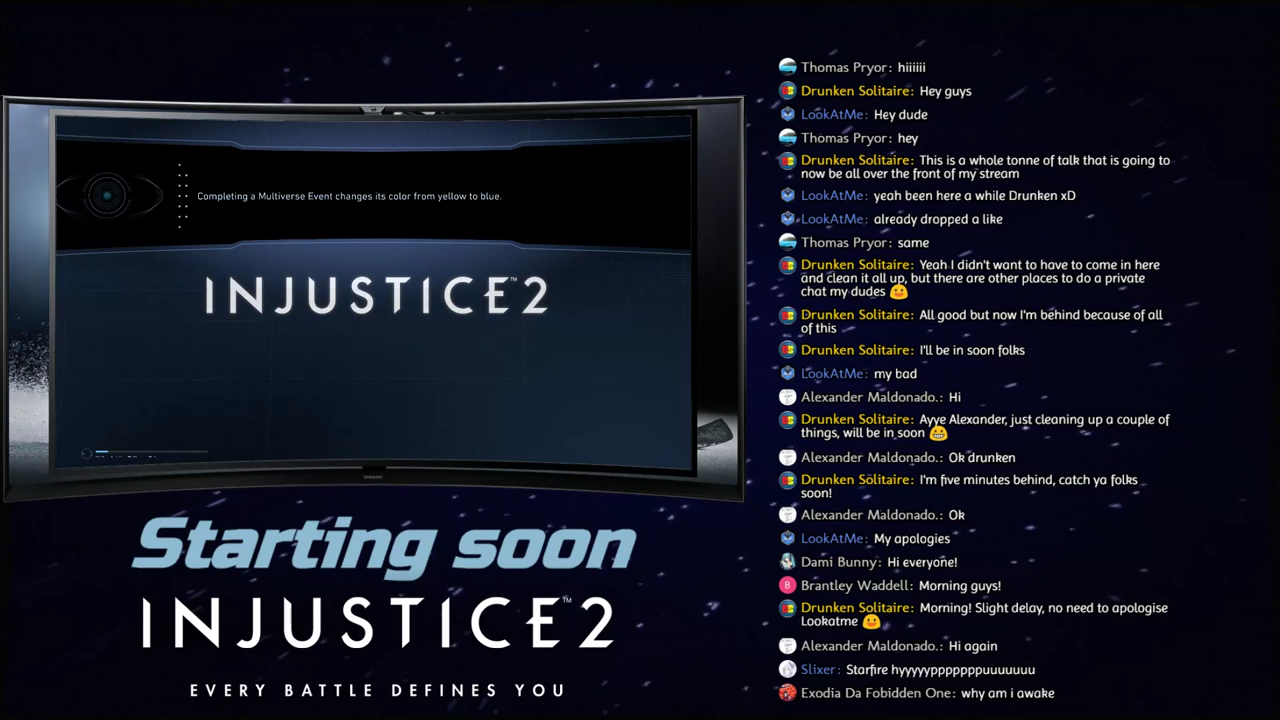 Completing a Multiverse Event changes its color from yellow to blue.
INJUSTICE™2
SAMSUNG
Starting soon
INJUSTICE™2
EVERY BATTLE DEFINES YOU
Thomas Pryor: hiiiiii
Drunken Solitaire: Hey guys
LookAtMe: Hey dude
Thomas Pryor: hey
Drunken Solitaire: This is a whole tonne of talk that is going to
now be all over the front of my stream
LookAtMe: yeah been here a while Drunken xD
LookAtMe: already dropped a like
Thomas Pryor: same
Drunken Solitaire: Yeah I didn't want to have to come in here
and clean it all up, but there are other places to do a private
chat my dudes 😛
Drunken Solitaire: All good but now I'm behind because of all
of this
Drunken Solitaire: I'll be in soon folks
LookAtMe: my bad
Alexander Maldonado.: Hi
Drunken Solitaire: Ayye Alexander, just cleaning up a couple of
things, will be in soon 😁
Alexander Maldonado.: Ok drunken
Drunken Solitaire: I'm five minutes behind, catch ya folks
soon!
Alexander Maldonado.: Ok
LookAtMe: My apologies
Dami Bunny: Hi everyone!
B
Brantley Waddell: Morning guys!
Drunken Solitaire: Morning! Slight delay, no need to apologise
Lookatme 😛
Alexander Maldonado.: Hi again
Slixer: Starfire hyyyyypppppppuuuuuuu
Exodia Da Fobidden One: why am i awake